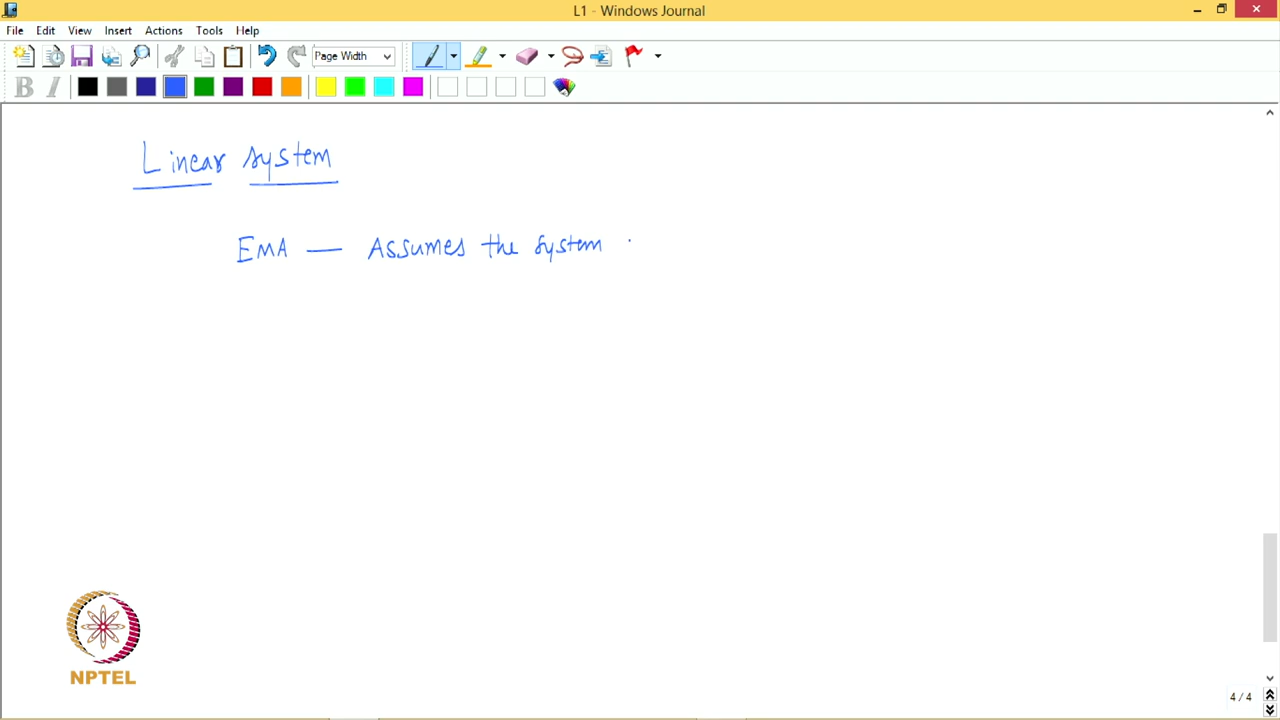 L1 - Windows Journal
File Edit View Insert Actions Tools Help
Page Width
B I
Linear system
EMA — Assumes the system
NPTEL
4 / 4